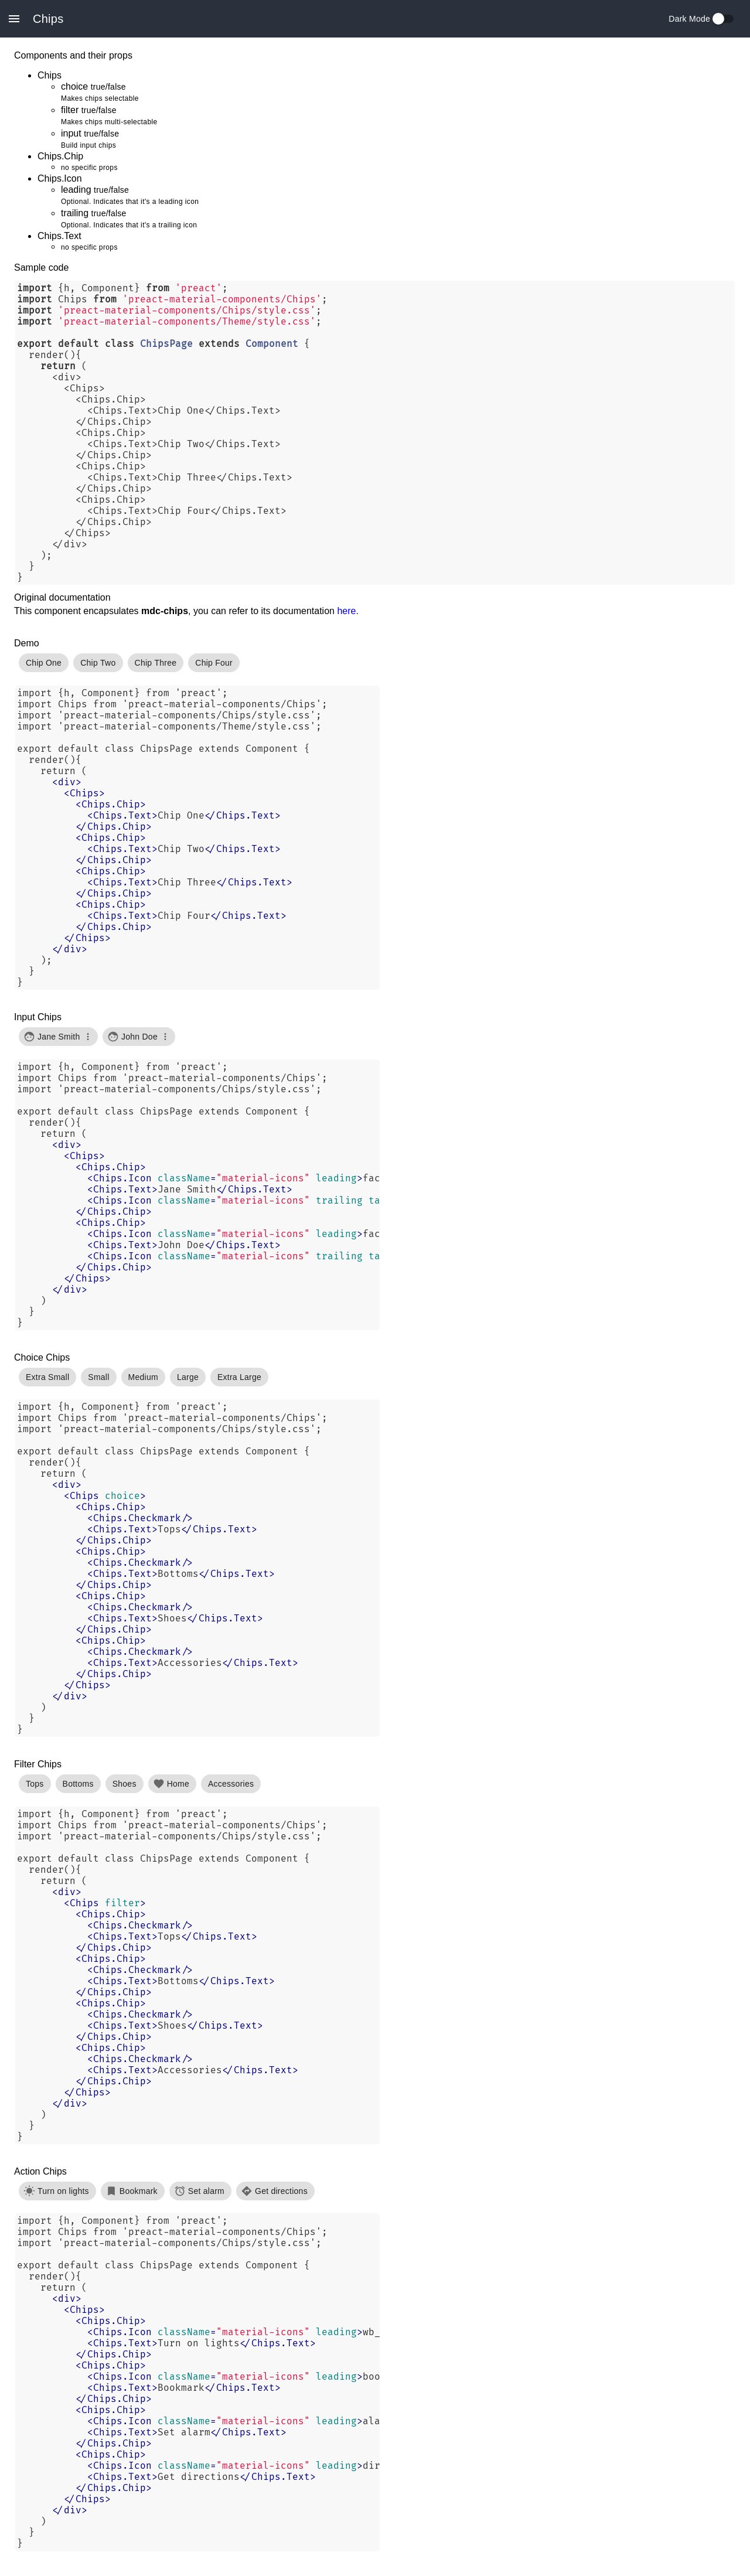 Chips
Dark Mode
Components and their props
Chips
choice true/false
Makes chips selectable
filter true/false
Makes chips multi-selectable
input true/false
Build input chips
Chips.Chip
no specific props
Chips.Icon
leading true/false
Optional. Indicates that it's a leading icon
trailing true/false
Optional. Indicates that it's a trailing icon
Chips.Text
no specific props
Sample code
import {h, Component} from 'preact';
import Chips from 'preact-material-components/Chips';
import 'preact-material-components/Chips/style.css';
import 'preact-material-components/Theme/style.css';
export default class ChipsPage extends Component {
render(){
return (
<div>
<Chips>
<Chips.Chip>
<Chips.Text>Chip One</Chips.Text>
</Chips.Chip>
<Chips.Chip>
<Chips.Text>Chip Two</Chips.Text>
</Chips.Chip>
<Chips.Chip>
<Chips.Text>Chip Three</Chips.Text>
</Chips.Chip>
<Chips.Chip>
<Chips.Text>Chip Four</Chips.Text>
</Chips.Chip>
</Chips>
</div>
);
}
}
Original documentation
This component encapsulates mdc-chips, you can refer to its documentation here.
Demo
Chip One Chip Two Chip Three Chip Four
import {h, Component} from 'preact';
import Chips from 'preact-material-components/Chips';
import 'preact-material-components/Chips/style.css';
import 'preact-material-components/Theme/style.css';
export default class ChipsPage extends Component {
render(){
return (
<div>
<Chips>
<Chips.Chip>
<Chips.Text>Chip One</Chips.Text>
</Chips.Chip>
<Chips.Chip>
<Chips.Text>Chip Two</Chips.Text>
</Chips.Chip>
<Chips.Chip>
<Chips.Text>Chip Three</Chips.Text>
</Chips.Chip>
<Chips.Chip>
<Chips.Text>Chip Four</Chips.Text>
</Chips.Chip>
</Chips>
</div>
);
}
}
Input Chips
Jane Smith John Doe
import {h, Component} from 'preact';
import Chips from 'preact-material-components/Chips';
import 'preact-material-components/Chips/style.css';
export default class ChipsPage extends Component {
render(){
return (
<div>
<Chips>
<Chips.Chip>
<Chips.Icon className="material-icons" leading>fac
<Chips.Text>Jane Smith</Chips.Text>
<Chips.Icon className="material-icons" trailing ta
</Chips.Chip>
<Chips.Chip>
<Chips.Icon className="material-icons" leading>fac
<Chips.Text>John Doe</Chips.Text>
<Chips.Icon className="material-icons" trailing ta
</Chips.Chip>
</Chips>
</div>
)
}
}
Choice Chips
Extra Small Small Medium Large Extra Large
import {h, Component} from 'preact';
import Chips from 'preact-material-components/Chips';
import 'preact-material-components/Chips/style.css';
export default class ChipsPage extends Component {
render(){
return (
<div>
<Chips choice>
<Chips.Chip>
<Chips.Checkmark/>
<Chips.Text>Tops</Chips.Text>
</Chips.Chip>
<Chips.Chip>
<Chips.Checkmark/>
<Chips.Text>Bottoms</Chips.Text>
</Chips.Chip>
<Chips.Chip>
<Chips.Checkmark/>
<Chips.Text>Shoes</Chips.Text>
</Chips.Chip>
<Chips.Chip>
<Chips.Checkmark/>
<Chips.Text>Accessories</Chips.Text>
</Chips.Chip>
</Chips>
</div>
)
}
}
Filter Chips
Tops Bottoms Shoes Home Accessories
import {h, Component} from 'preact';
import Chips from 'preact-material-components/Chips';
import 'preact-material-components/Chips/style.css';
export default class ChipsPage extends Component {
render(){
return (
<div>
<Chips filter>
<Chips.Chip>
<Chips.Checkmark/>
<Chips.Text>Tops</Chips.Text>
</Chips.Chip>
<Chips.Chip>
<Chips.Checkmark/>
<Chips.Text>Bottoms</Chips.Text>
</Chips.Chip>
<Chips.Chip>
<Chips.Checkmark/>
<Chips.Text>Shoes</Chips.Text>
</Chips.Chip>
<Chips.Chip>
<Chips.Checkmark/>
<Chips.Text>Accessories</Chips.Text>
</Chips.Chip>
</Chips>
</div>
)
}
}
Action Chips
Turn on lights Bookmark Set alarm Get directions
import {h, Component} from 'preact';
import Chips from 'preact-material-components/Chips';
import 'preact-material-components/Chips/style.css';
export default class ChipsPage extends Component {
render(){
return (
<div>
<Chips>
<Chips.Chip>
<Chips.Icon className="material-icons" leading>wb_
<Chips.Text>Turn on lights</Chips.Text>
</Chips.Chip>
<Chips.Chip>
<Chips.Icon className="material-icons" leading>boo
<Chips.Text>Bookmark</Chips.Text>
</Chips.Chip>
<Chips.Chip>
<Chips.Icon className="material-icons" leading>ala
<Chips.Text>Set alarm</Chips.Text>
</Chips.Chip>
<Chips.Chip>
<Chips.Icon className="material-icons" leading>dir
<Chips.Text>Get directions</Chips.Text>
</Chips.Chip>
</Chips>
</div>
)
}
}